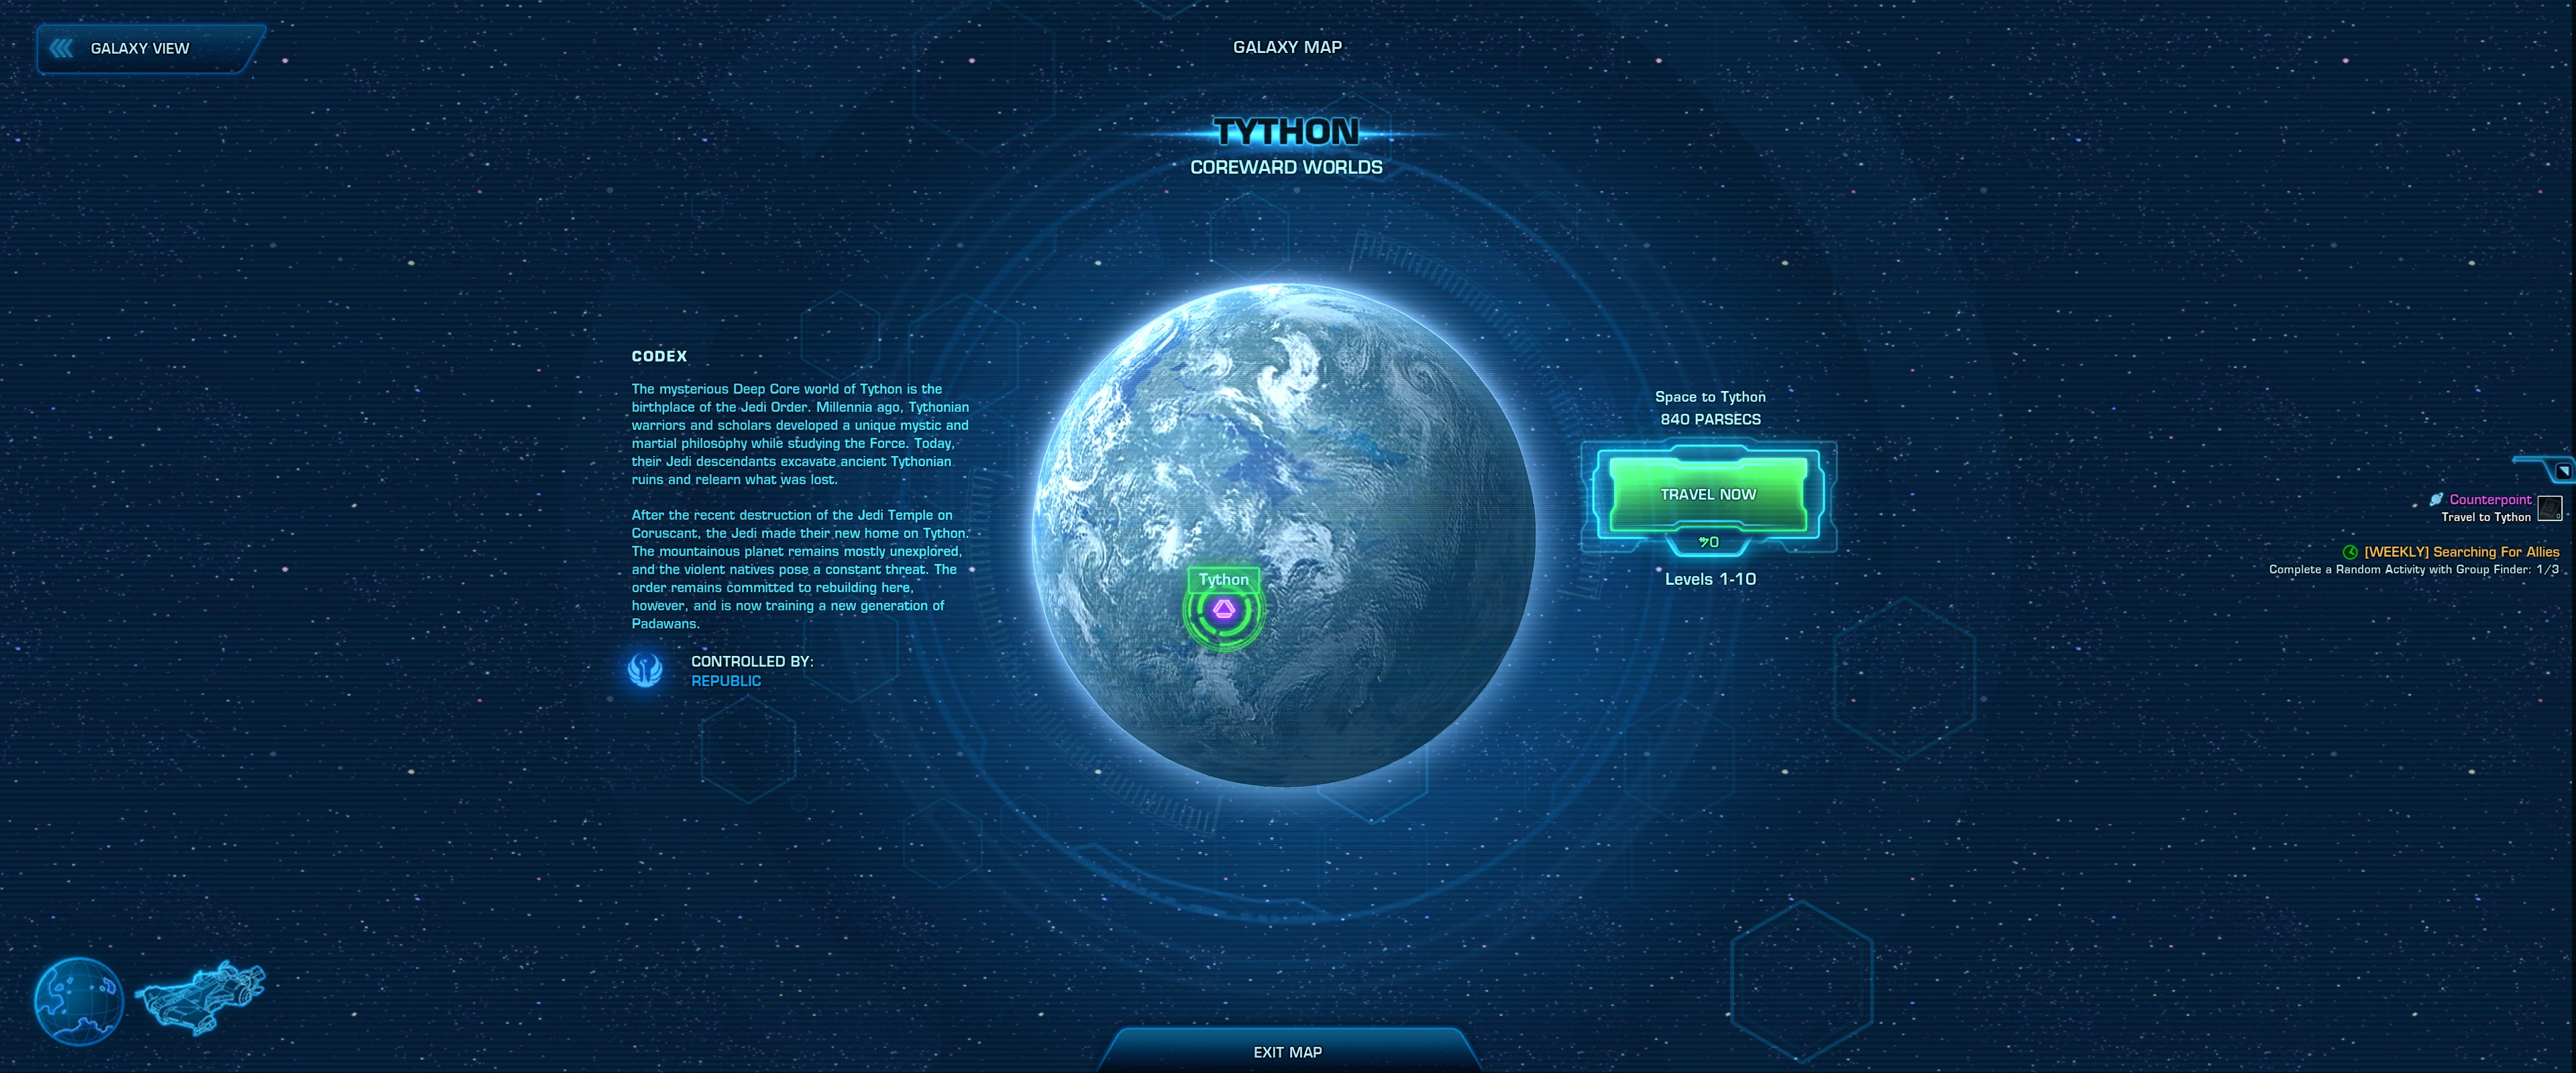 GALAXY VIEW
GALAXY MAP
TYTHON
COREWARD WORLDS
CODEX
The mysterious Deep Core world of Tython is the
birthplace of the Jedi Order. Millennia ago, Tythonian
warriors and scholars developed a unique mystic and
martial philosophy while studying the Force. Today,
their Jedi descendants excavate ancient Tythonian
ruins and relearn what was lost.
After the recent destruction of the Jedi Temple on
Coruscant, the Jedi made their new home on Tython.
The mountainous planet remains mostly unexplored,
and the violent natives pose a constant threat. The
order remains committed to rebuilding here,
however, and is now training a new generation of
Padawans.
CONTROLLED BY:
REPUBLIC
Tython
Space to Tython
840 PARSECS
TRAVEL NOW
0
Levels 1-10
Counterpoint
Travel to Tython
0
[WEEKLY] Searching For Allies
Complete a Random Activity with Group Finder: 1/3
EXIT MAP